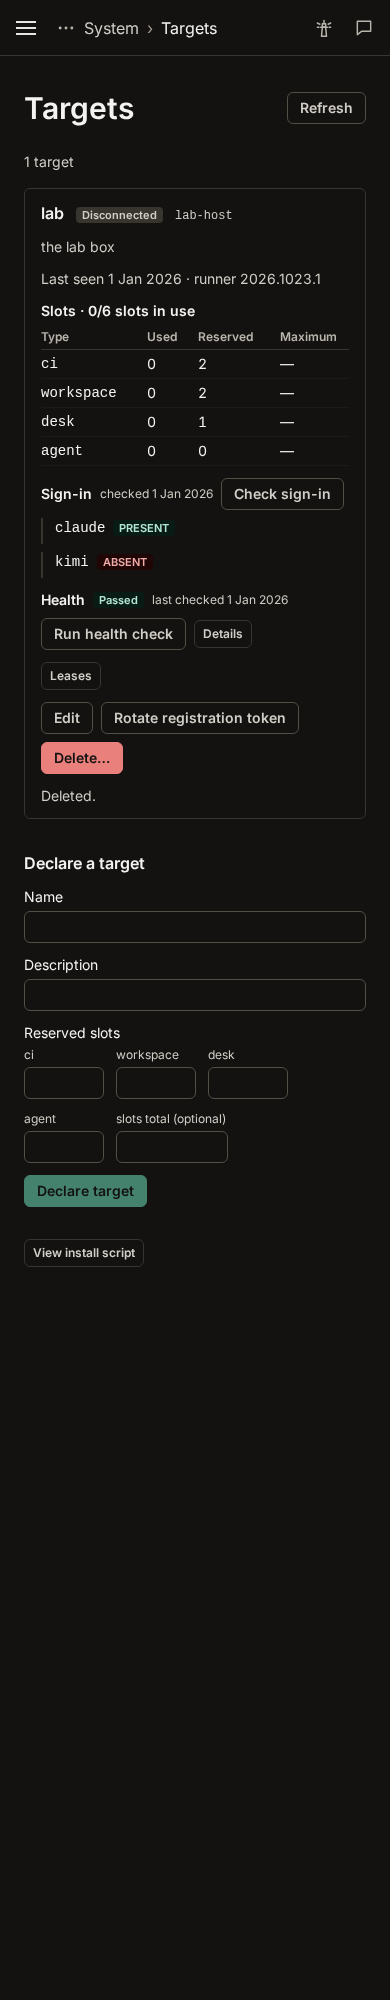 System › Targets
Targets
Refresh
1 target
lab Disconnected lab-host
the lab box
Last seen 1 Jan 2026 · runner 2026.1023.1
Slots · 0/6 slots in use
Type Used Reserved Maximum
ci 0 2 —
workspace 0 2 —
desk 0 1 —
agent 0 0 —
Sign-in checked 1 Jan 2026 Check sign-in
claude PRESENT
kimi ABSENT
Health Passed last checked 1 Jan 2026
Run health check Details
Leases
Edit Rotate registration token
Delete...
Deleted.
Declare a target
Name
Description
Reserved slots
ci workspace desk
agent slots total (optional)
Declare target
View install script